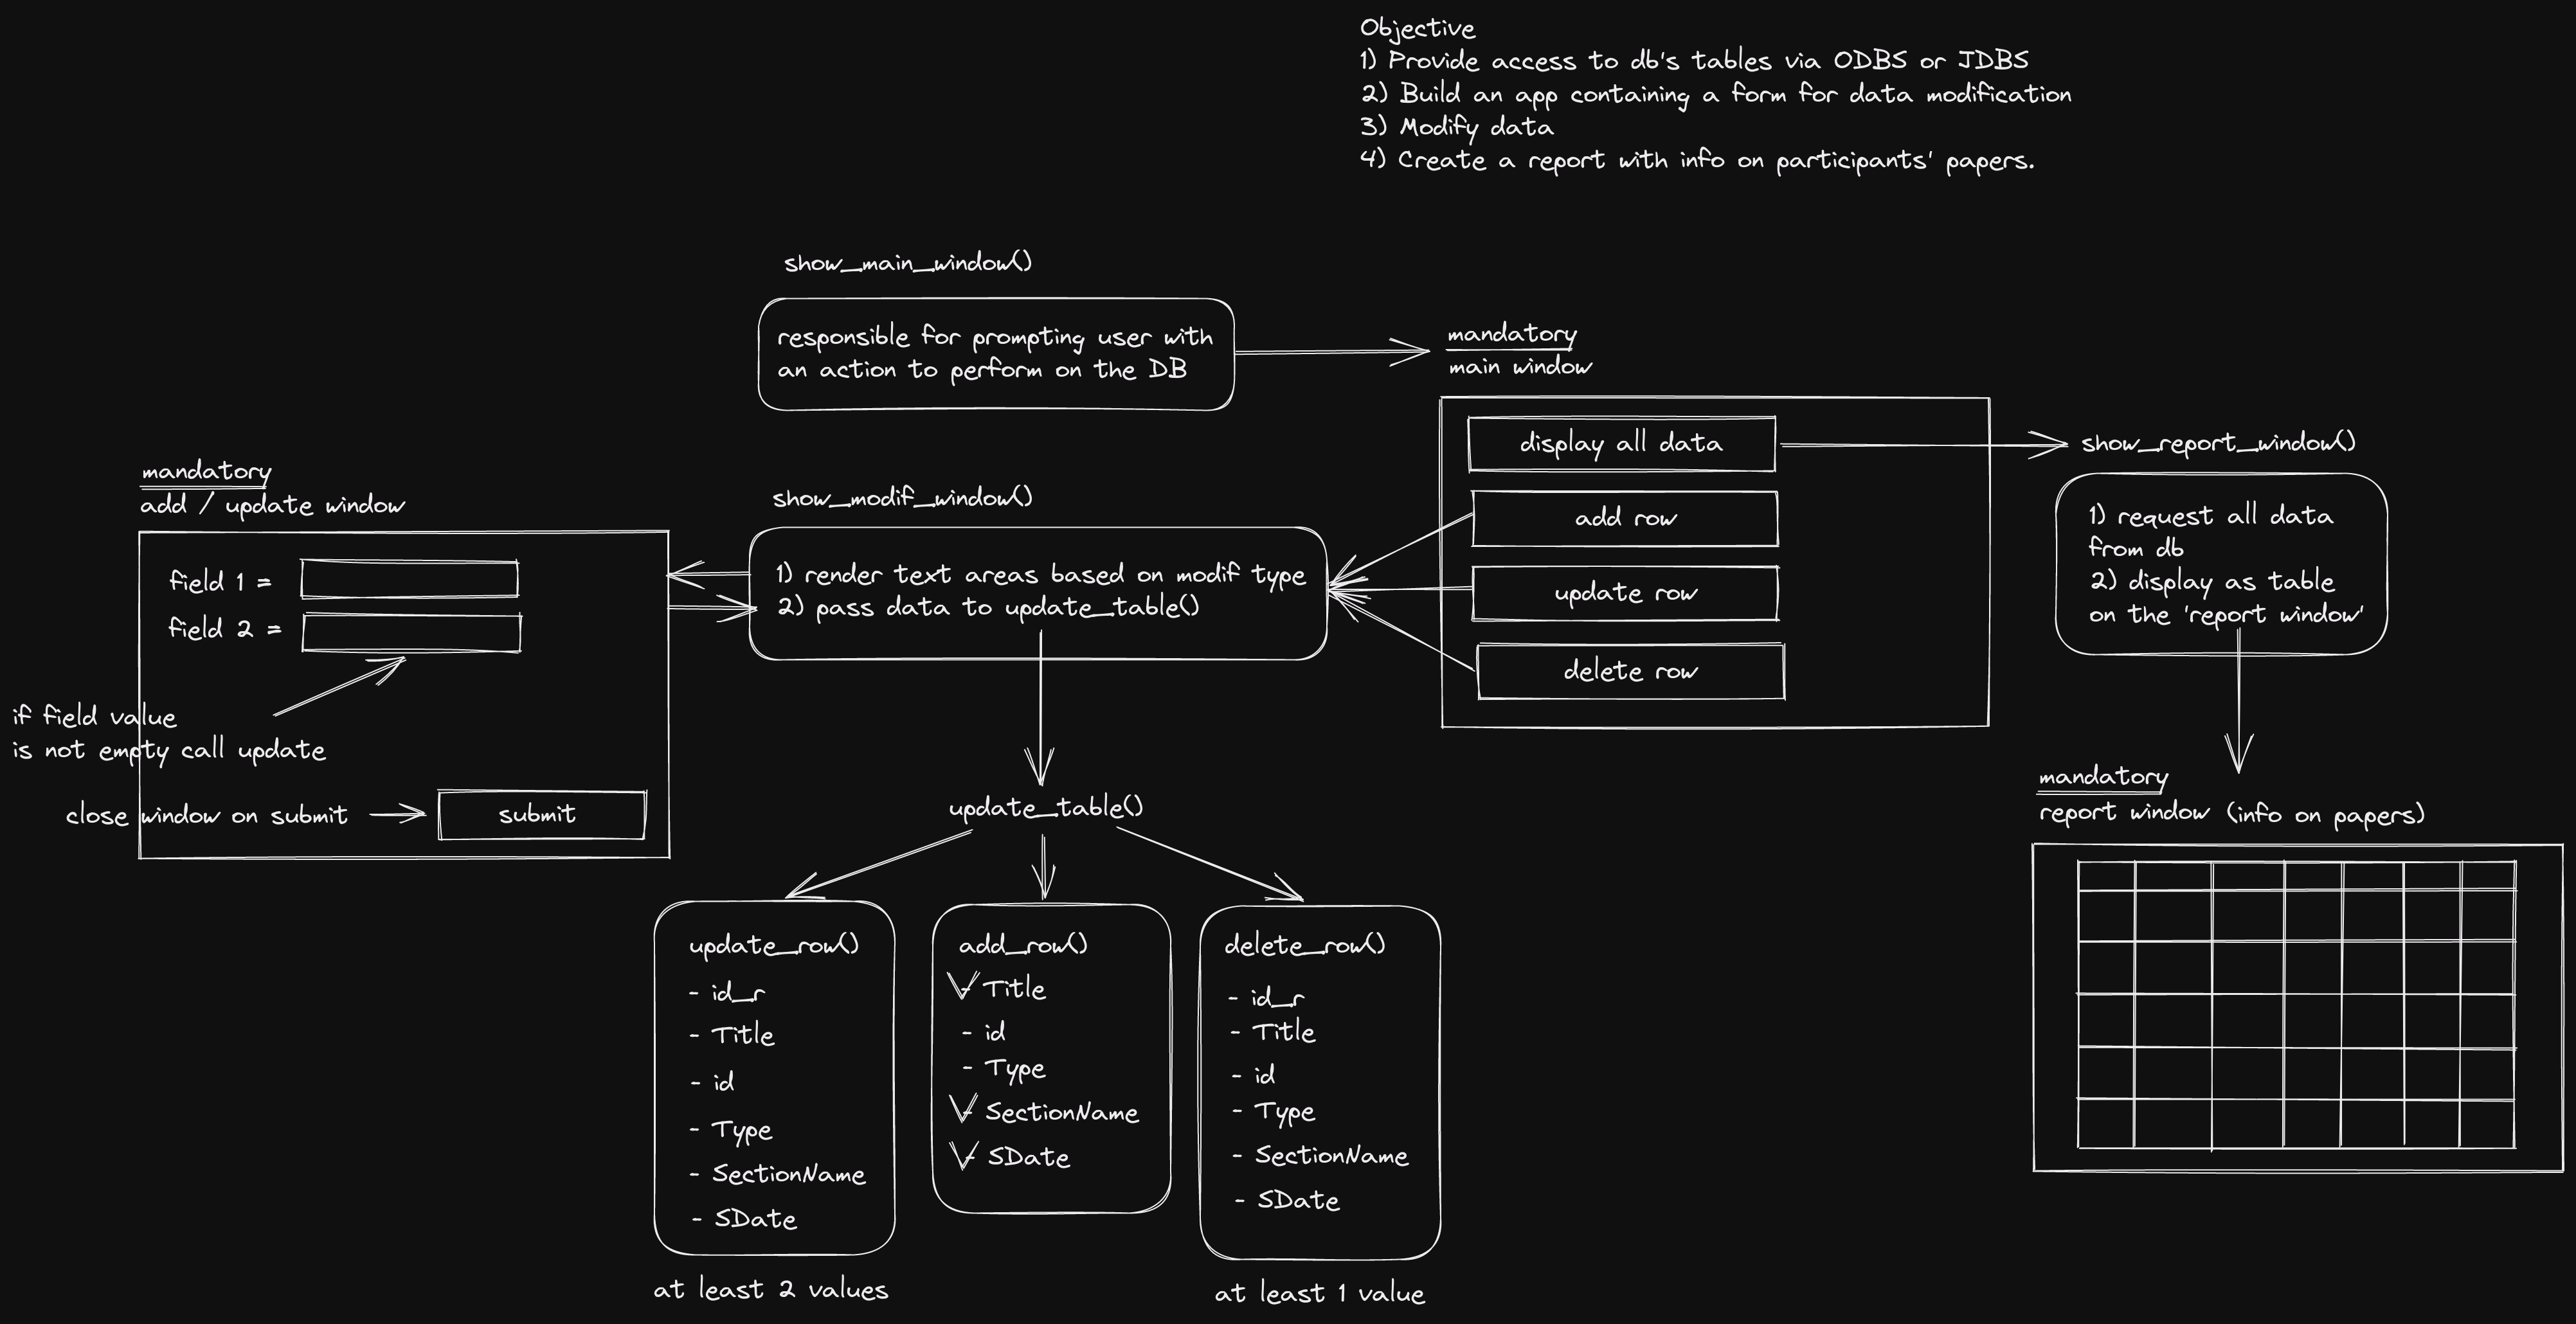 Objective
1) Provide access to db's tables via ODBS or JDBS
2) Build an app containing a form for data modification
3) Modify data
4) Create a report with info on participants' papers.
show_main_window()
responsible for prompting user with
an action to perform on the DB
mandatory
main window
display all data
add row
update row
delete row
show_report_window()
1) request all data
from db
2) display as table
on the 'report window'
mandatory
report window (info on papers)
mandatory
add / update window
field 1 =
field 2 =
if field value
is not empty call update
close window on submit
submit
show_modif_window()
1) render text areas based on modif type
2) pass data to update_table()
update_table()
update_row()
- id_r
- Title
- id
- Type
- SectionName
- SDate
at least 2 values
add_row()
- Title
- id
- Type
- SectionName
- SDate
delete_row()
- id_r
- Title
- id
- Type
- SectionName
- SDate
at least 1 value